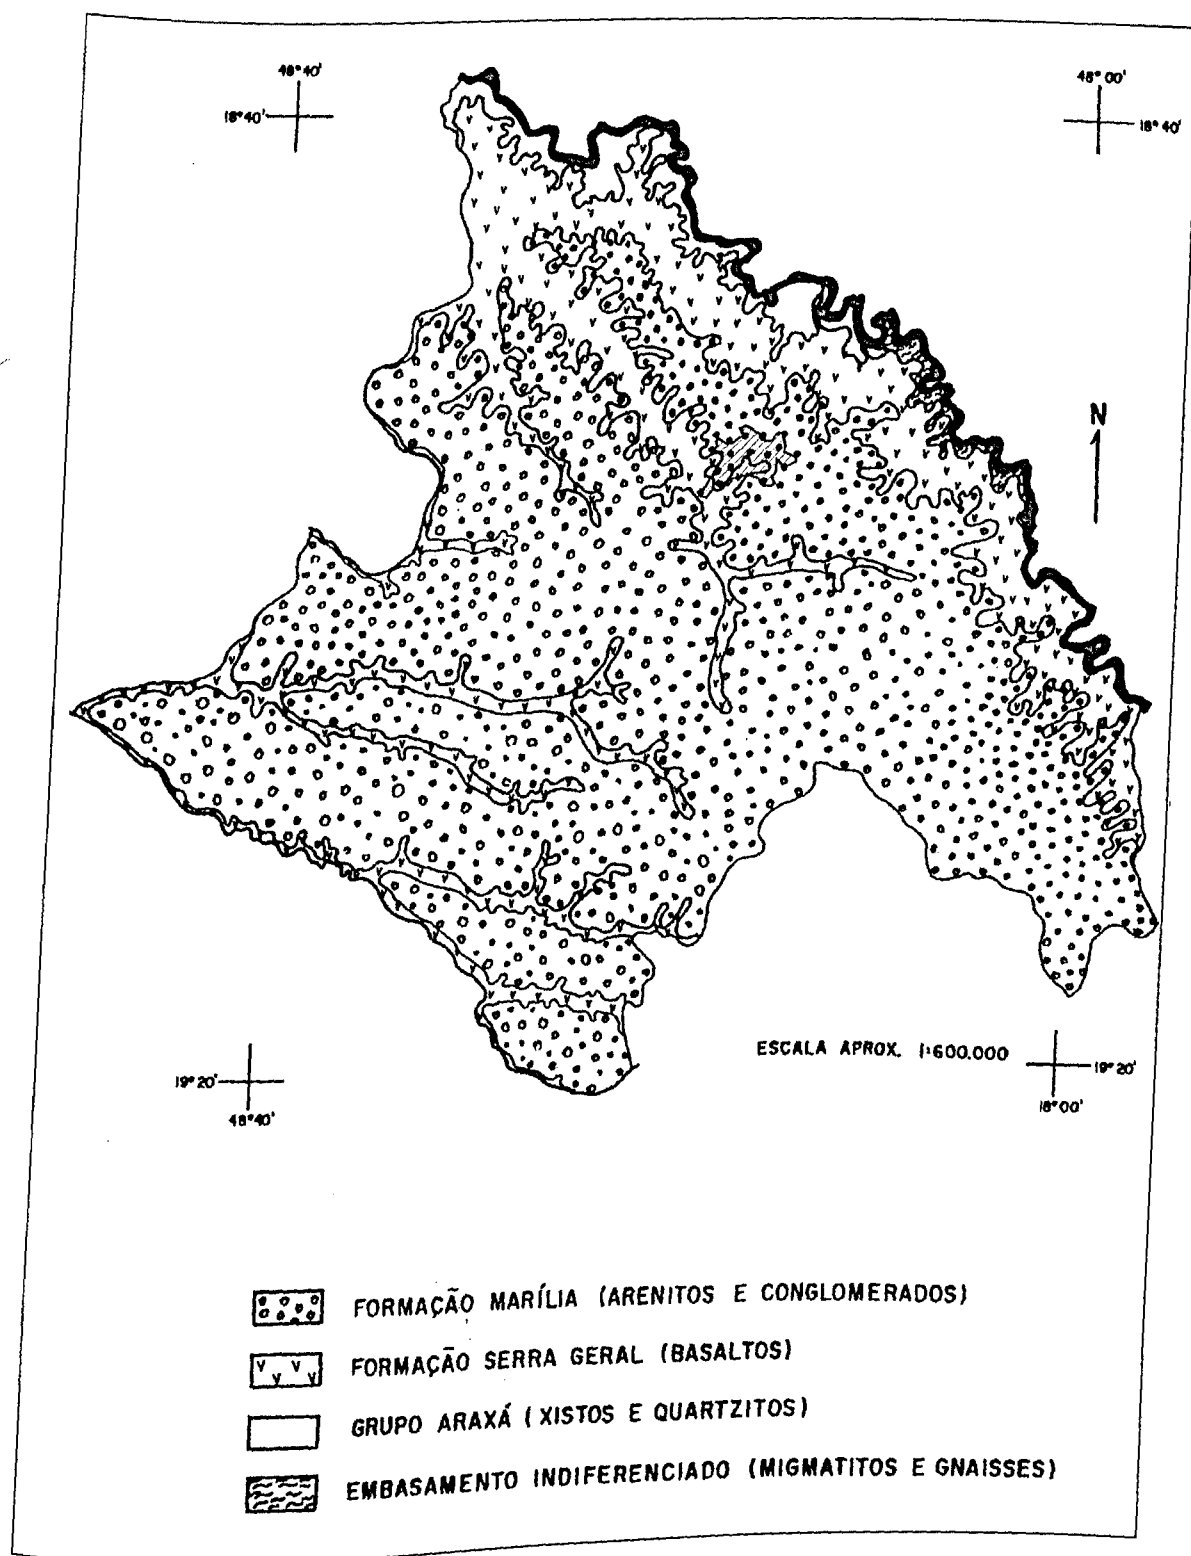 48°40'
48°00'
18°40'
18°40'
N
ESCALA APROX. 1:600.000
19°20'
19°20'
48°40'
18°00'
FORMAÇÃO MARÍLIA (ARENITOS E CONGLOMERADOS)
FORMAÇÃO SERRA GERAL (BASALTOS)
GRUPO ARAXÁ (XISTOS E QUARTZITOS)
EMBASAMENTO INDIFERENCIADO (MIGMATITOS E GNAISSES)